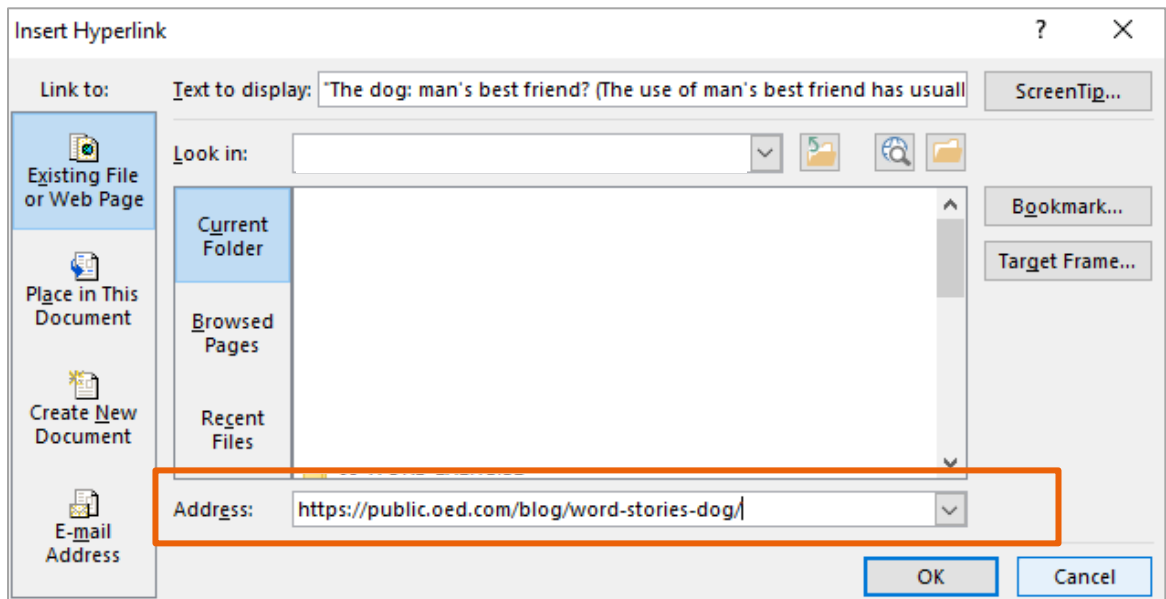 Insert Hyperlink ? ×
Link to:
Text to display: "The dog: man's best friend? (The use of man's best friend has usuall
ScreenTip...
Existing File
or Web Page
Look in:
Current
Folder
Bookmark...
Target Frame...
Place in This
Document
Browsed
Pages
Create New
Document
Recent
Files
Address: https://public.oed.com/blog/word-stories-dog/
E-mail
Address
OK
Cancel